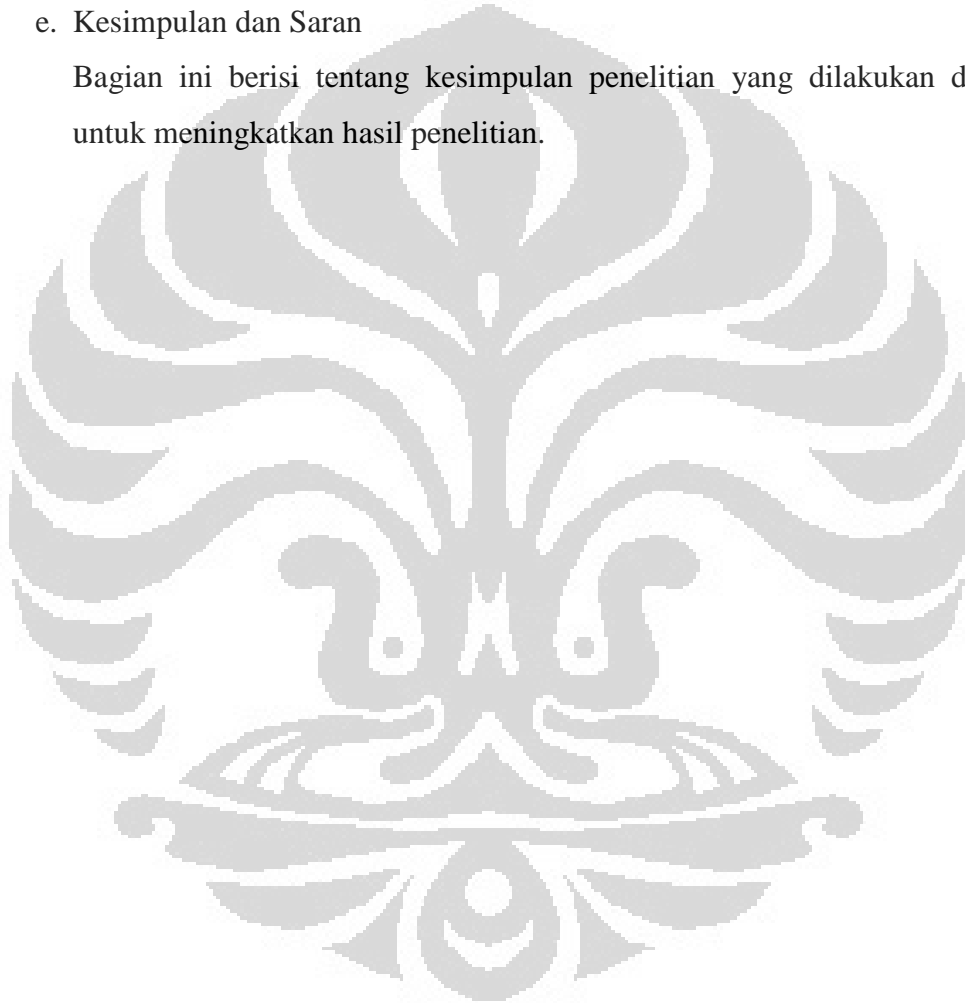 e. Kesimpulan dan Saran
Bagian ini berisi tentang kesimpulan penelitian yang dilakukan d
untuk meningkatkan hasil penelitian.